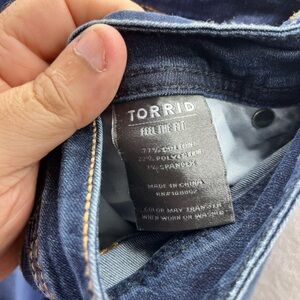 TORRID
FEEL THE FIT
77% COTTON
22% POLYESTER
1% SPANDEX
MADE IN CHINA
COLOR MAY TRANSFER
WHEN WORN OR WASHED